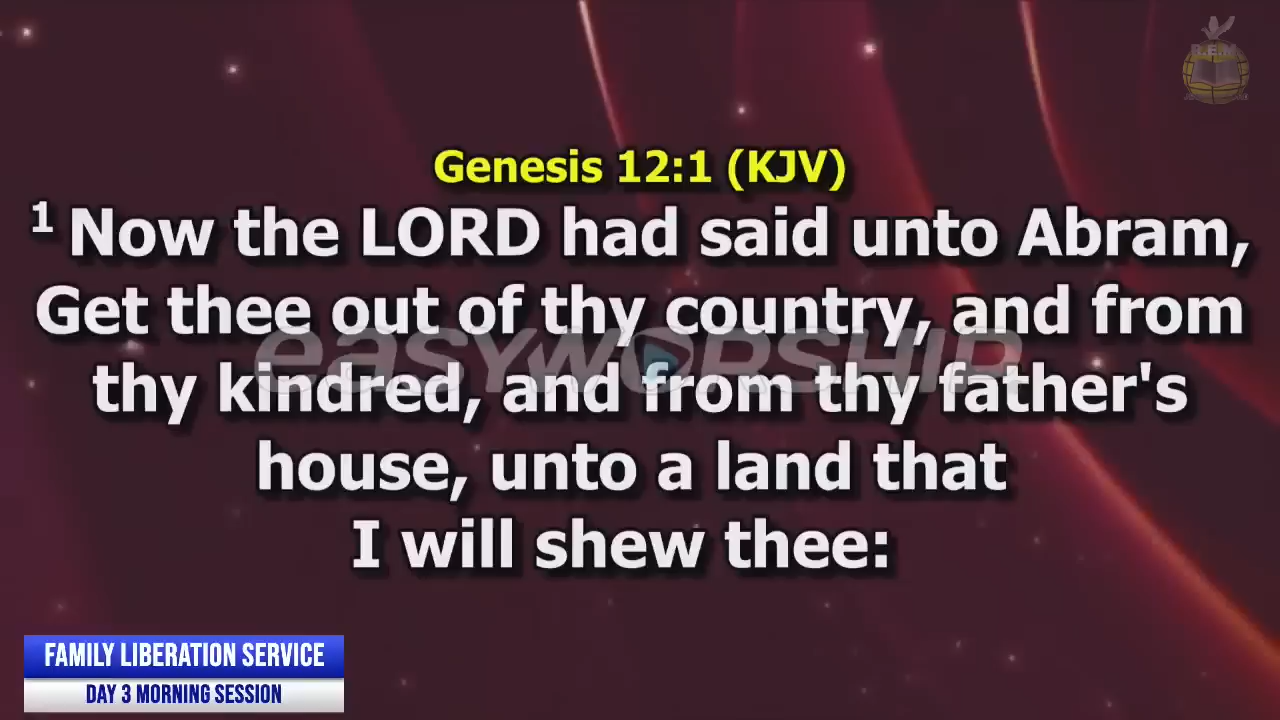 R.E.M
Genesis 12:1 (KJV)
1 Now the LORD had said unto Abram,
Get thee out of thy country, and from
thy kindred, and from thy father's
house, unto a land that
I will shew thee:
easyworship
FAMILY LIBERATION SERVICE
DAY 3 MORNING SESSION